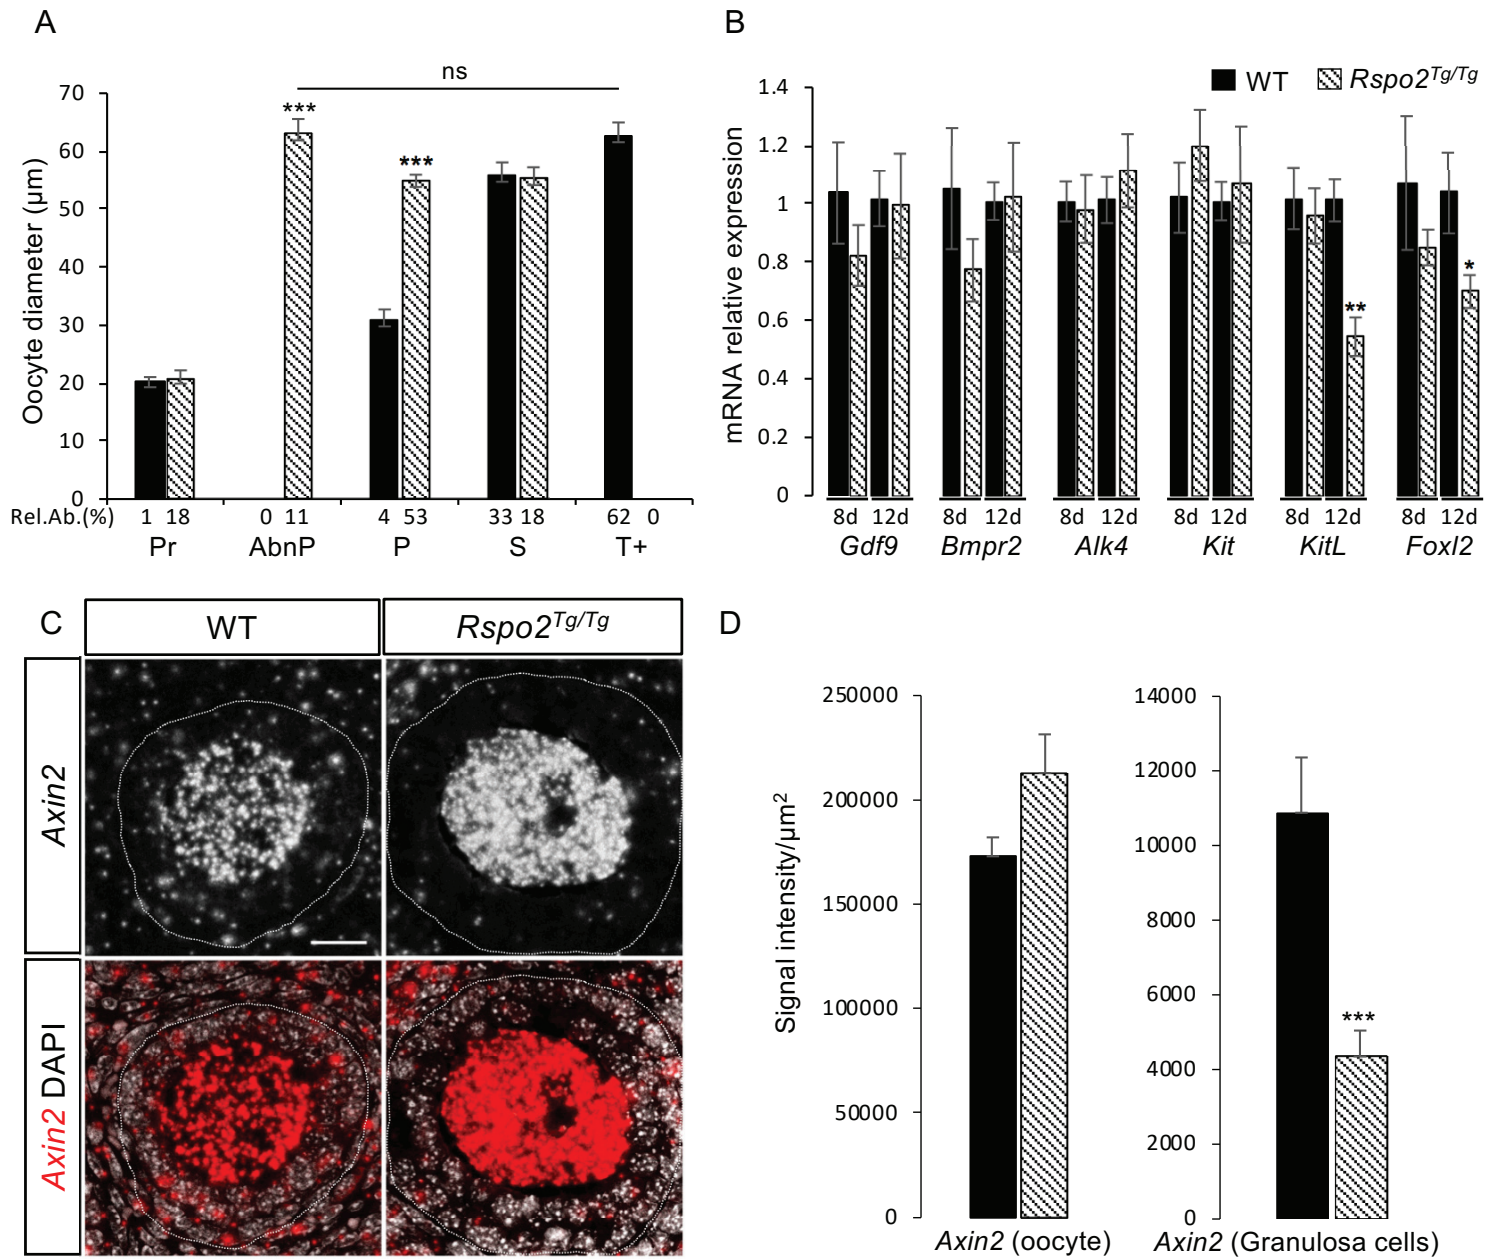 A
ns
70
60
50
40
30
20
10
0
Oocyte diameter (µm)
***
***
Rel.Ab.(%) 1 18 0 11 4 53 33 18 62 0
Pr AbnP P S T+
B
WT Rspo2Tg/Tg
1.4
1.2
1
0.8
0.6
0.4
0.2
0
mRNA relative expression
**
*
8d 12d 8d 12d 8d 12d 8d 12d 8d 12d 8d 12d
Gdf9 Bmpr2 Alk4 Kit KitL Foxl2
C
WT Rspo2Tg/Tg
Axin2
Axin2 DAPI
D
250000
200000
150000
100000
50000
0
Signal intensity/µm2
Axin2 (oocyte)
14000
12000
10000
8000
6000
4000
2000
0
***
Axin2 (Granulosa cells)